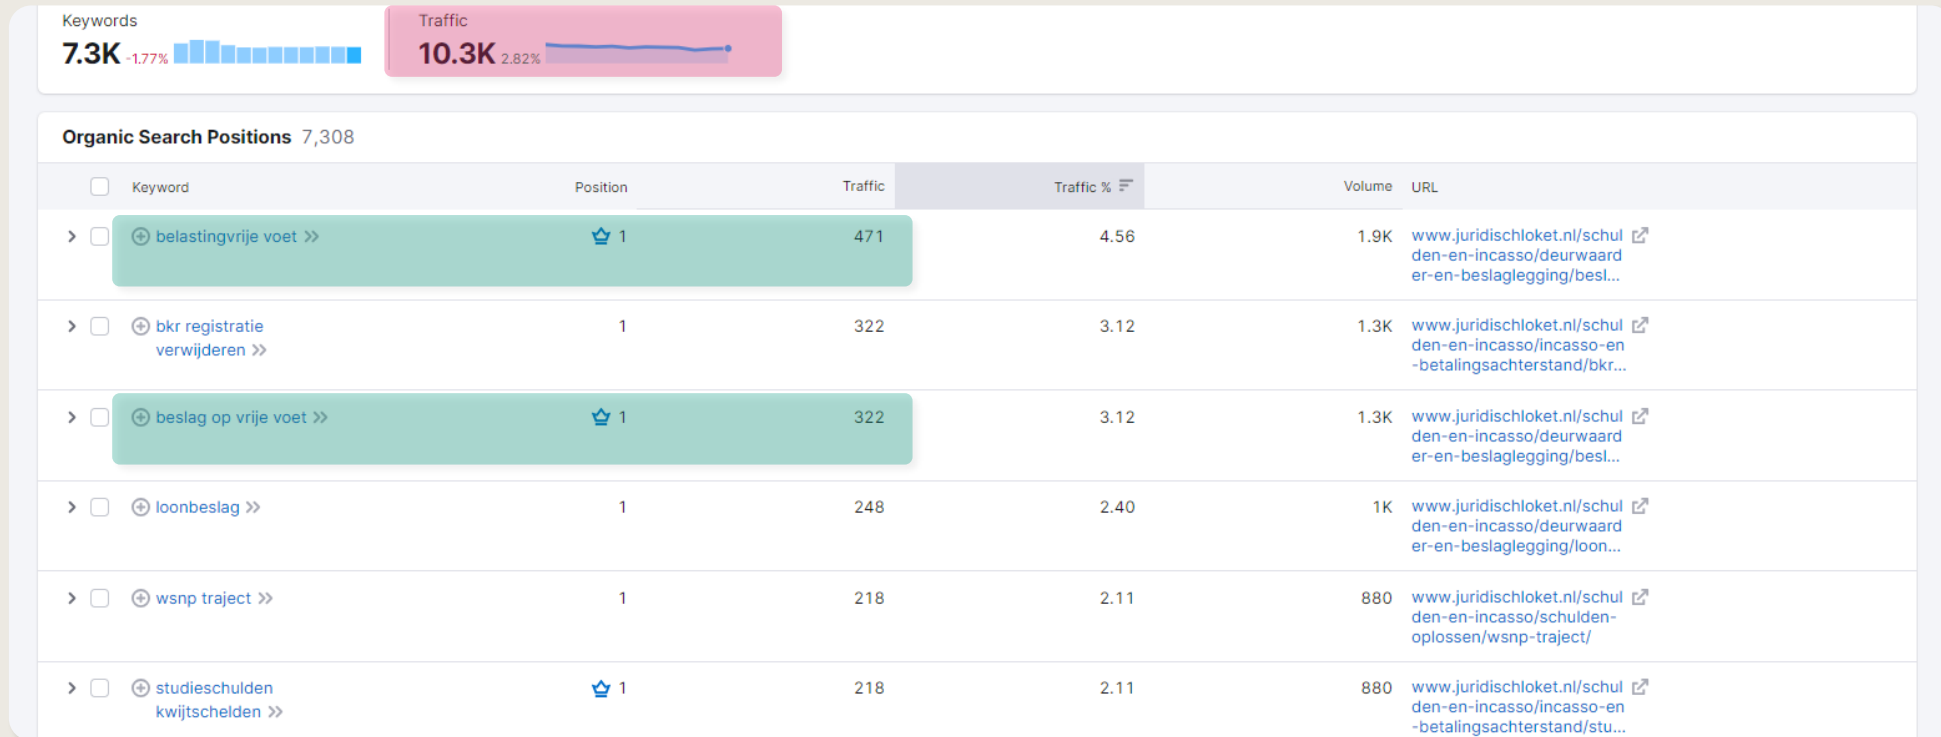 Keywords
7.3K -1.77%
Traffic
10.3K 2.82%
Organic Search Positions 7,308
Keyword Position Traffic Traffic % Volume URL
belastingvrije voet 1 471 4.56 1.9K www.juridischloket.nl/schul
den-en-incasso/deurwaard
er-en-beslaglegging/besl...
bkr registratie 1 322 3.12 1.3K www.juridischloket.nl/schul
verwijderen den-en-incasso/incasso-en
-betalingsachterstand/bkr...
beslag op vrije voet 1 322 3.12 1.3K www.juridischloket.nl/schul
den-en-incasso/deurwaard
er-en-beslaglegging/besl...
loonbeslag 1 248 2.40 1K www.juridischloket.nl/schul
den-en-incasso/deurwaard
er-en-beslaglegging/loon...
wsnp traject 1 218 2.11 880 www.juridischloket.nl/schul
den-en-incasso/schulden-
oplossen/wsnp-traject/
studieschulden 1 218 2.11 880 www.juridischloket.nl/schul
kwijtschelden den-en-incasso/incasso-en
-betalingsachterstand/stu...